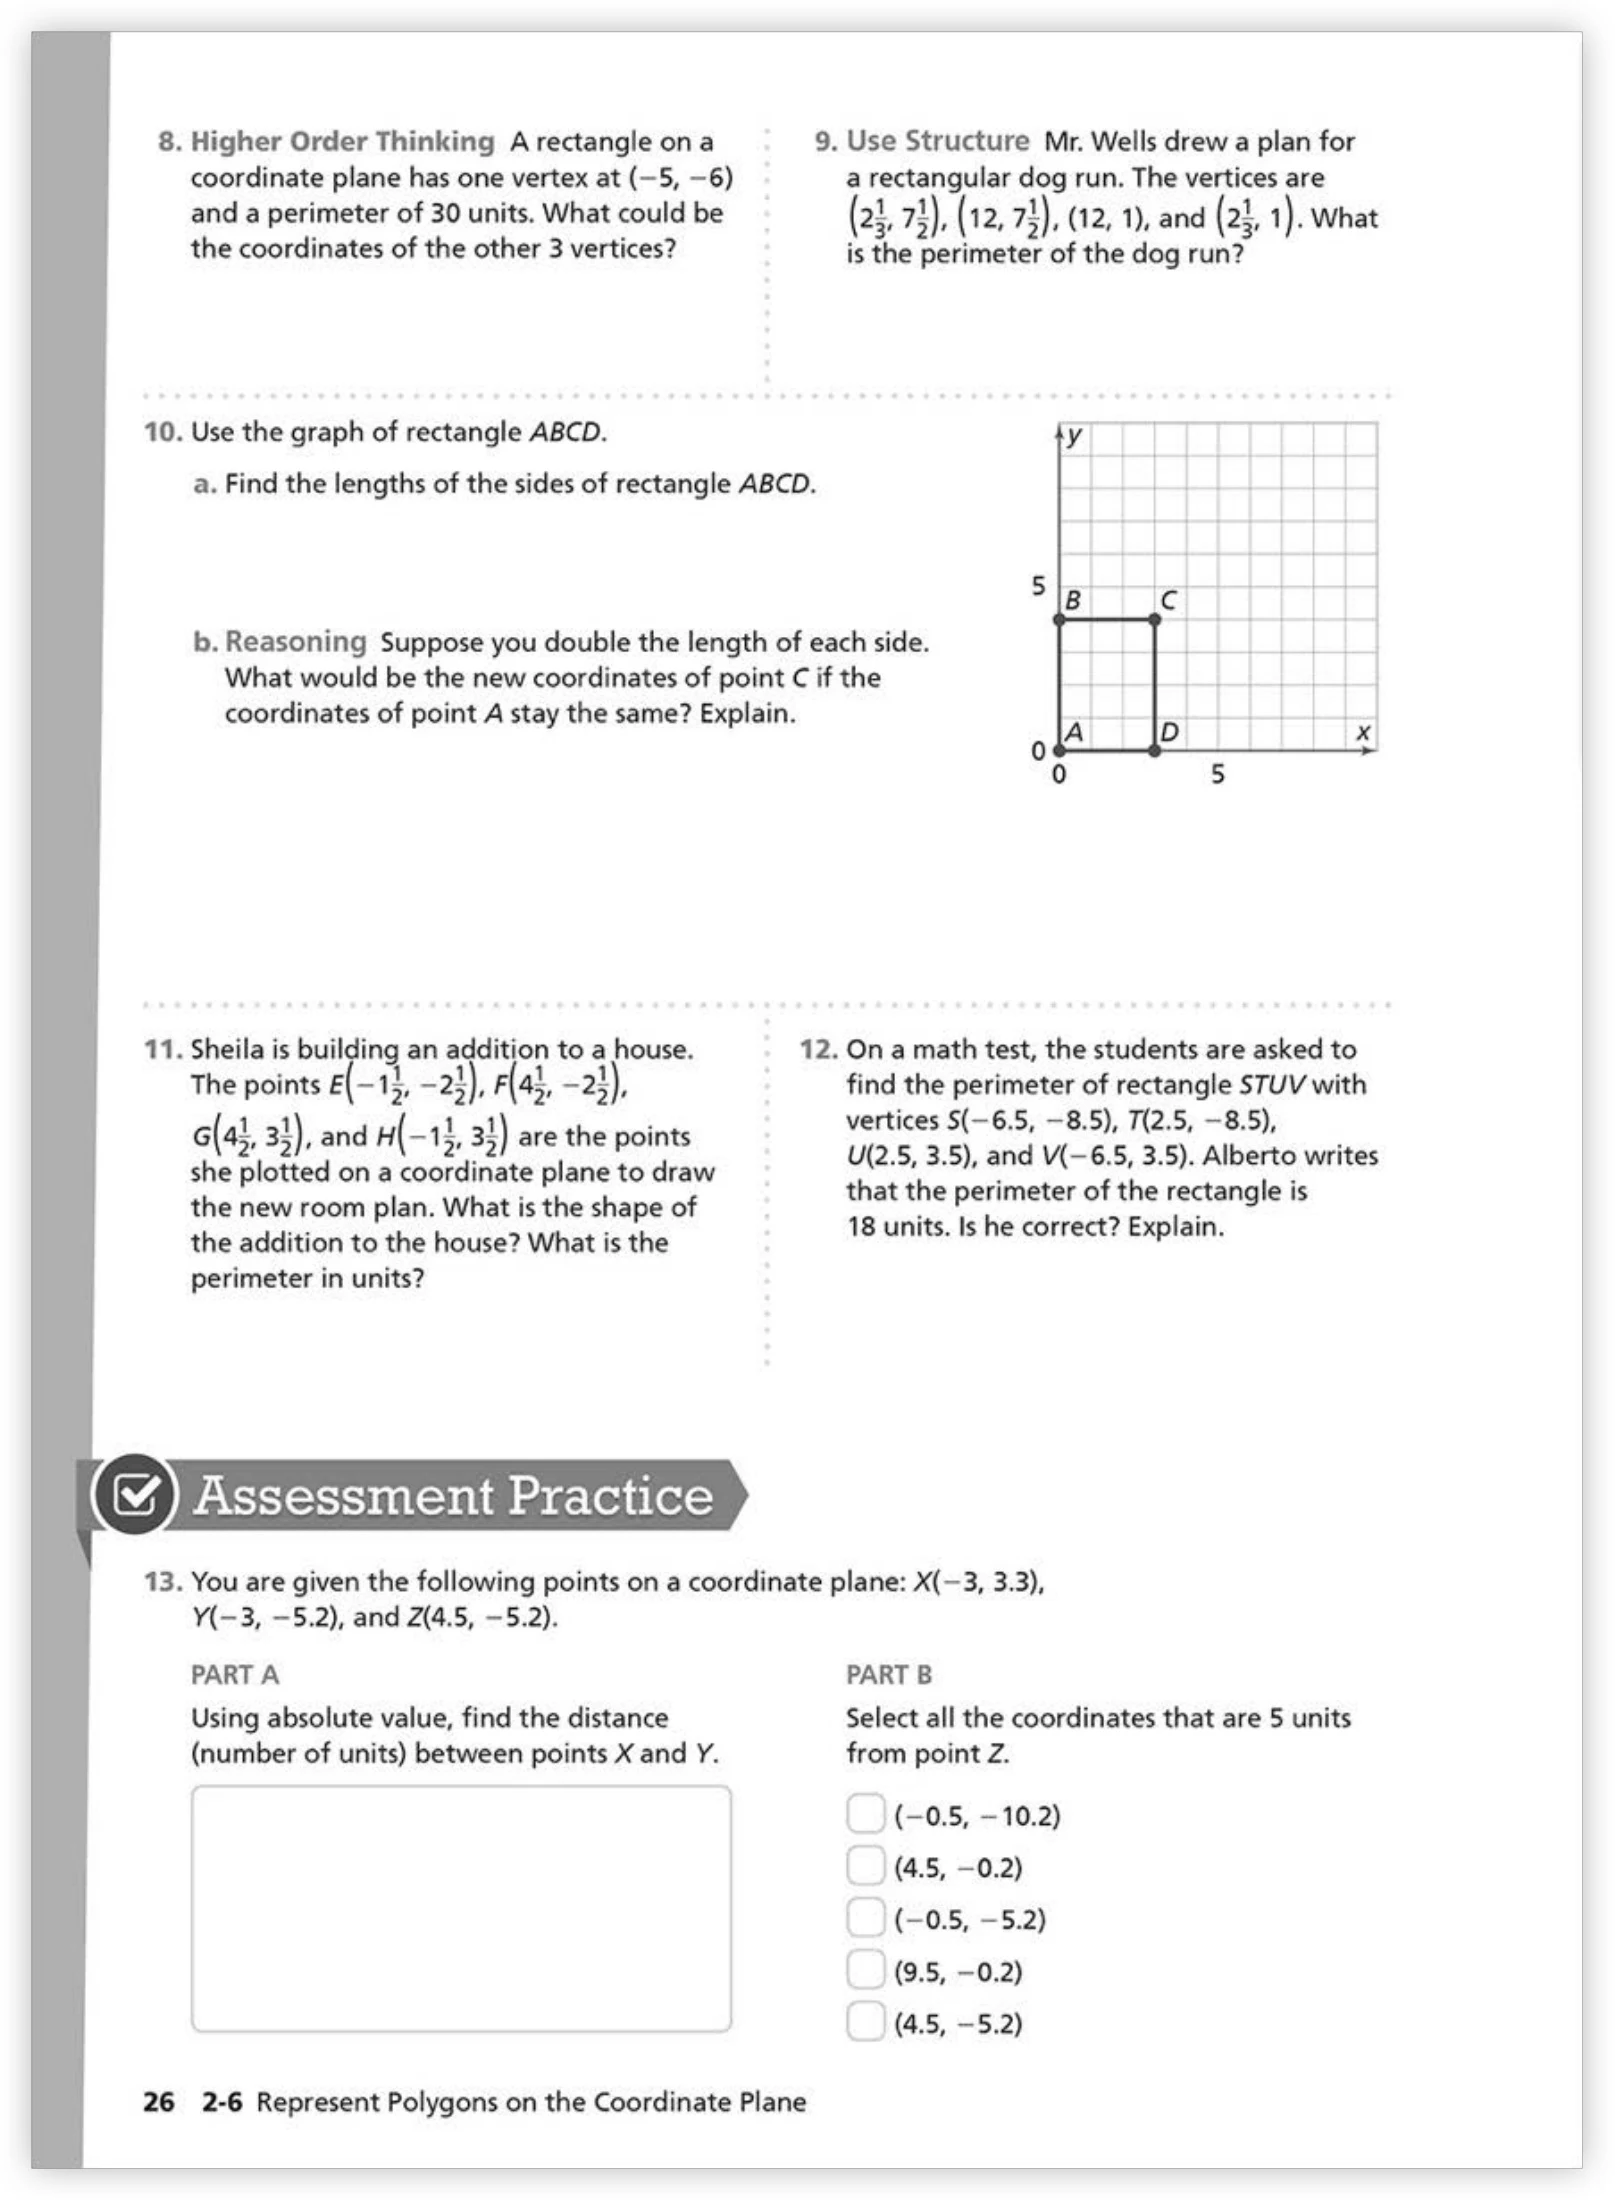 8. Higher Order Thinking A rectangle on a
coordinate plane has one vertex at (−5, −6)
and a perimeter of 30 units. What could be
the coordinates of the other 3 vertices?
9. Use Structure Mr. Wells drew a plan for
a rectangular dog run. The vertices are
(2 1/3, 7 1/2), (12, 7 1/2), (12, 1), and (2 1/3, 1). What
is the perimeter of the dog run?
10. Use the graph of rectangle ABCD.
a. Find the lengths of the sides of rectangle ABCD.
b. Reasoning Suppose you double the length of each side.
What would be the new coordinates of point C if the
coordinates of point A stay the same? Explain.
y
5
B C
A D x
0
0 5
11. Sheila is building an addition to a house.
The points E(−1 1/2, −2 1/2), F(4 1/2, −2 1/2),
G(4 1/2, 3 1/2), and H(−1 1/2, 3 1/2) are the points
she plotted on a coordinate plane to draw
the new room plan. What is the shape of
the addition to the house? What is the
perimeter in units?
12. On a math test, the students are asked to
find the perimeter of rectangle STUV with
vertices S(−6.5, −8.5), T(2.5, −8.5),
U(2.5, 3.5), and V(−6.5, 3.5). Alberto writes
that the perimeter of the rectangle is
18 units. Is he correct? Explain.
Assessment Practice
13. You are given the following points on a coordinate plane: X(−3, 3.3),
Y(−3, −5.2), and Z(4.5, −5.2).
PART A
Using absolute value, find the distance
(number of units) between points X and Y.
PART B
Select all the coordinates that are 5 units
from point Z.
(−0.5, −10.2)
(4.5, −0.2)
(−0.5, −5.2)
(9.5, −0.2)
(4.5, −5.2)
26 2-6 Represent Polygons on the Coordinate Plane